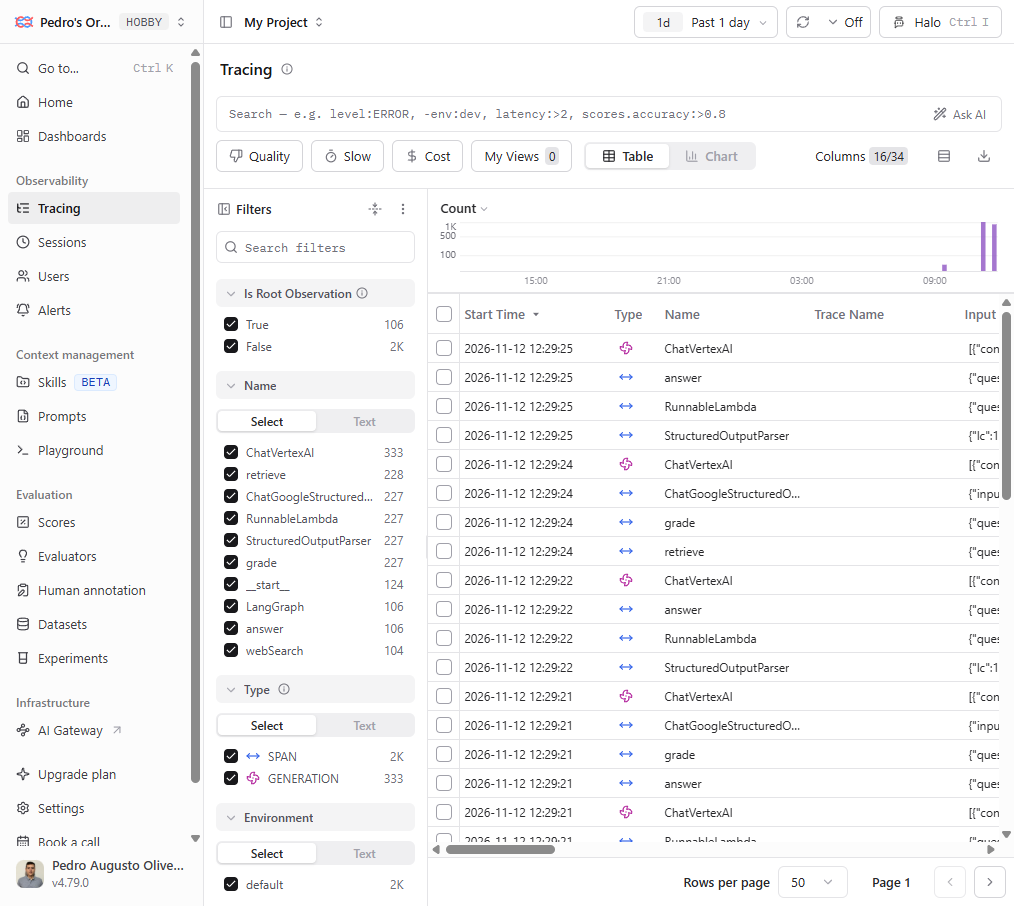 Pedro's Or... HOBBY
My Project
1d Past 1 day
Off
Halo Ctrl I
Go to... Ctrl K
Home
Dashboards
Observability
Tracing
Sessions
Users
Alerts
Context management
Skills BETA
Prompts
Playground
Evaluation
Scores
Evaluators
Human annotation
Datasets
Experiments
Infrastructure
AI Gateway
Upgrade plan
Settings
Book a call
Pedro Augusto Olive...
v4.79.0
Tracing
Search — e.g. level:ERROR, -env:dev, latency:>2, scores.accuracy:>0.8
Ask AI
Quality
Slow
Cost
My Views 0
Table
Chart
Columns 16/34
Filters
Search filters
Is Root Observation
True 106
False 2K
Name
Select Text
ChatVertexAI 333
retrieve 228
ChatGoogleStructured... 227
RunnableLambda 227
StructuredOutputParser 227
grade 227
__start__ 124
LangGraph 106
answer 106
webSearch 104
Type
Select Text
SPAN 2K
GENERATION 333
Environment
Select Text
default 2K
Count
1K
500
100
15:00 21:00 03:00 09:00
Start Time Type Name Trace Name Input
2026-11-12 12:29:25 ChatVertexAI [{"con
2026-11-12 12:29:25 answer {"ques
2026-11-12 12:29:25 RunnableLambda {"ques
2026-11-12 12:29:25 StructuredOutputParser {"lc":1
2026-11-12 12:29:24 ChatVertexAI [{"con
2026-11-12 12:29:24 ChatGoogleStructuredO... {"inpu
2026-11-12 12:29:24 grade {"ques
2026-11-12 12:29:24 retrieve {"ques
2026-11-12 12:29:22 ChatVertexAI [{"con
2026-11-12 12:29:22 answer {"ques
2026-11-12 12:29:22 RunnableLambda {"ques
2026-11-12 12:29:22 StructuredOutputParser {"lc":1
2026-11-12 12:29:21 ChatVertexAI [{"con
2026-11-12 12:29:21 ChatGoogleStructuredO... {"inpu
2026-11-12 12:29:21 grade {"ques
2026-11-12 12:29:21 answer {"ques
2026-11-12 12:29:21 ChatVertexAI [{"con
2026-11-12 12:29:21 RunnableLambda {"ques
Rows per page 50 Page 1